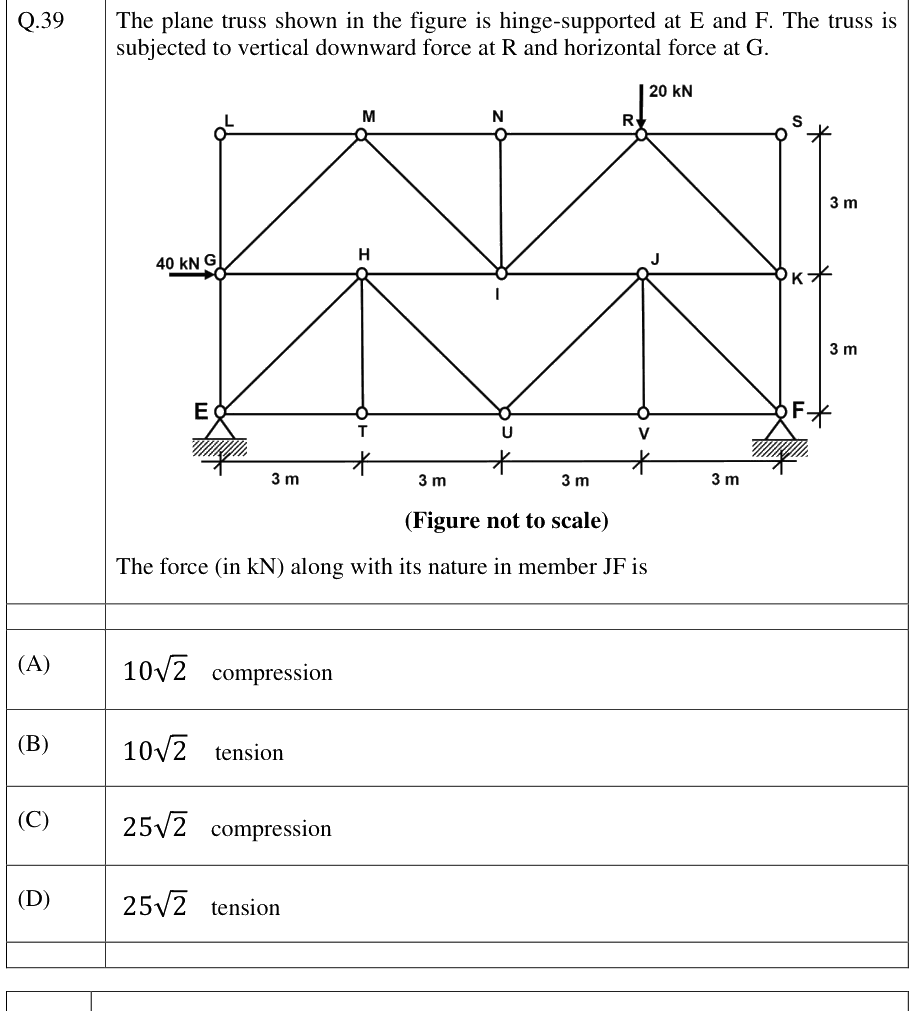 Q.39
The plane truss shown in the figure is hinge-supported at E and F. The truss is
subjected to vertical downward force at R and horizontal force at G.
20 kN
L
M
N
R
S
3 m
40 kN
G
H
I
J
K
3 m
E
T
U
V
F
3 m
3 m
3 m
3 m
(Figure not to scale)
The force (in kN) along with its nature in member JF is
(A) 10√2 compression
(B) 10√2 tension
(C) 25√2 compression
(D) 25√2 tension